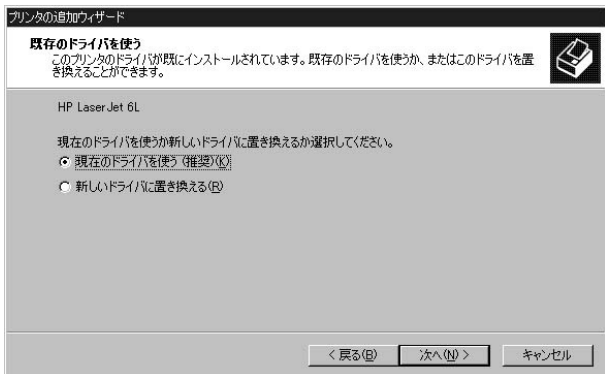 プリンタの追加ウィザード
既存のドライバを使う
このプリンタのドライバが既にインストールされています。既存のドライバを使うか、またはこのドライバを置
き換えることができます。
HP LaserJet 6L
現在のドライバを使うか新しいドライバに置き換えるか選択してください。
現在のドライバを使う (推奨)(K)
新しいドライバに置き換える(R)
< 戻る(B) 次へ(N) > キャンセル